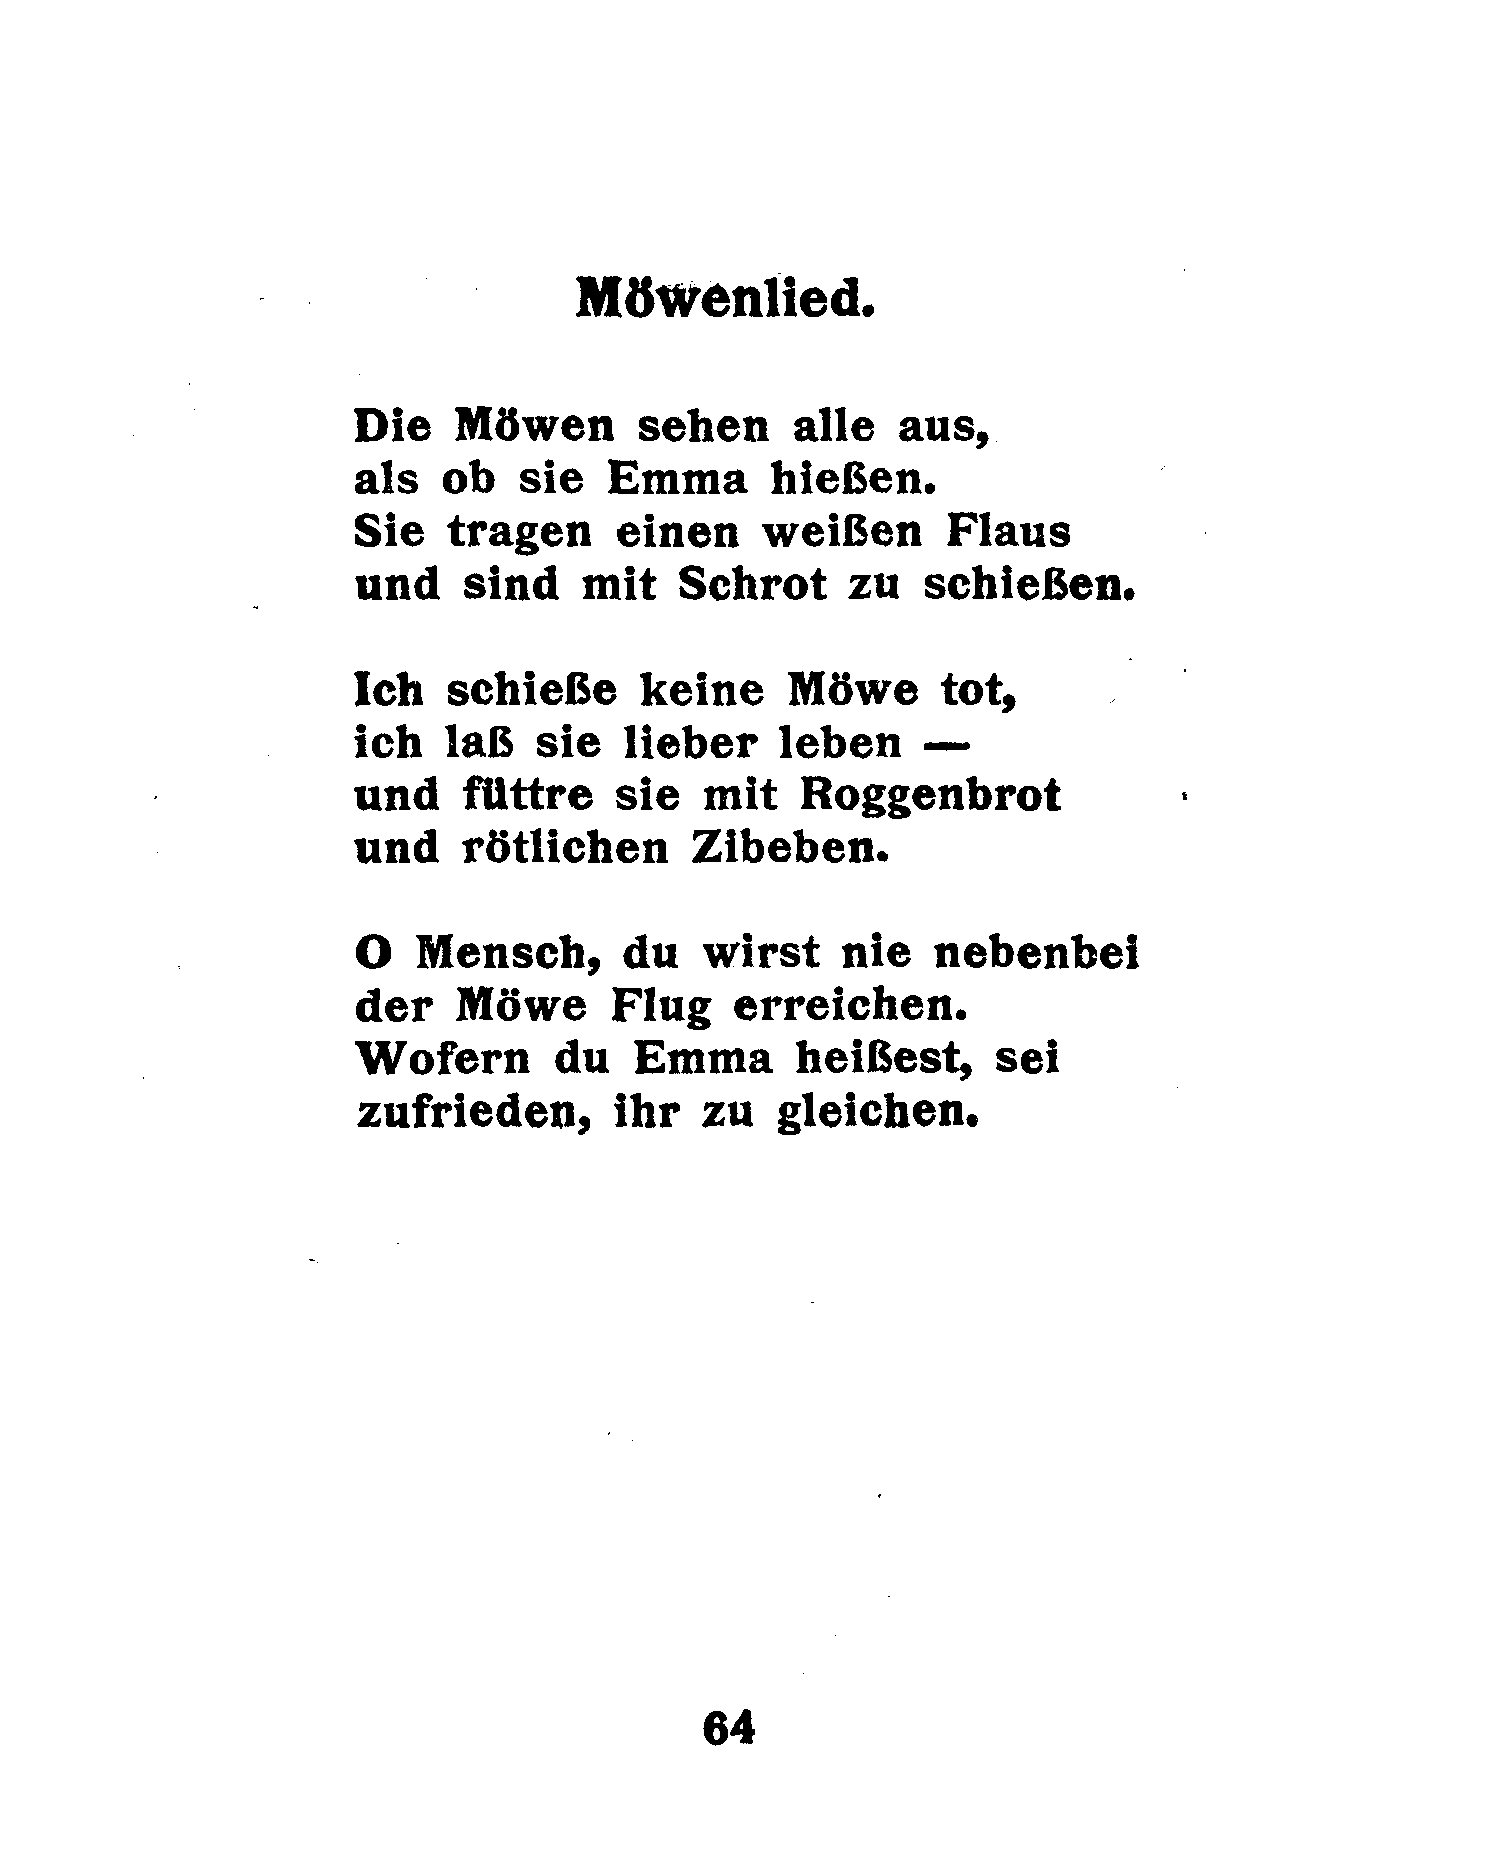 Möwenlied.
Die Möwen sehen alle aus,
als ob sie Emma hießen.
Sie tragen einen weißen Flaus
und sind mit Schrot zu schießen.
Ich schieße keine Möwe tot,
ich laß sie lieber leben —
und füttre sie mit Roggenbrot
und rötlichen Zibeben.
O Mensch, du wirst nie nebenbei
der Möwe Flug erreichen.
Wofern du Emma heißest, sei
zufrieden, ihr zu gleichen.
64